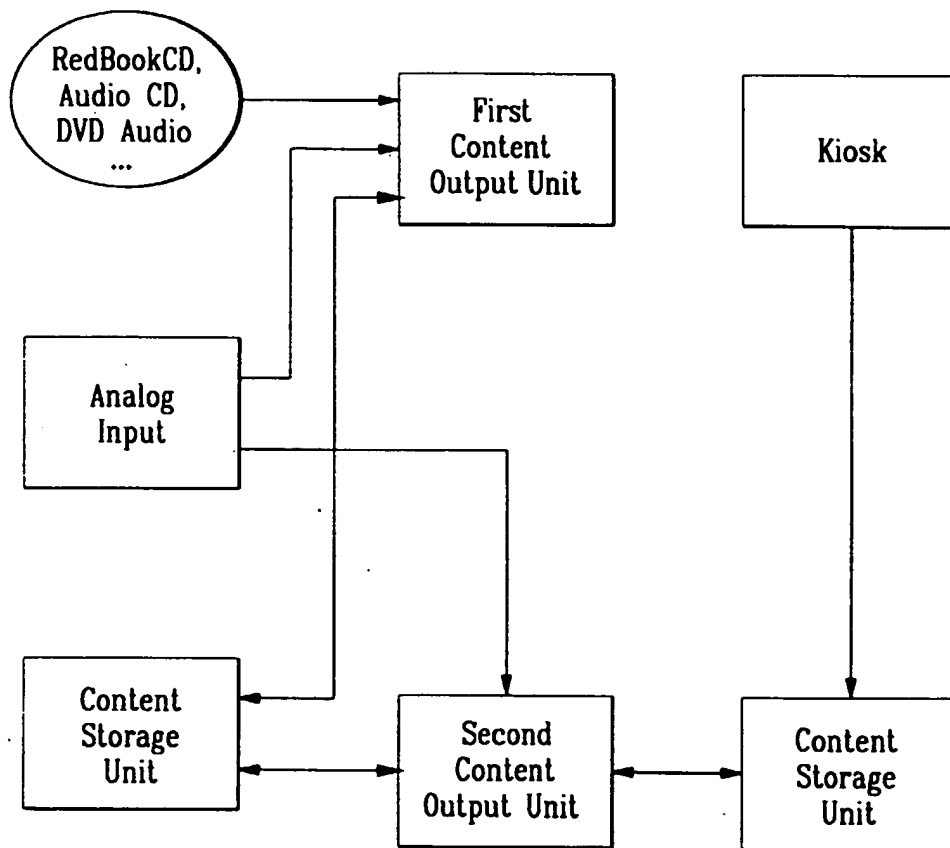 RedBookCD,
Audio CD,
DVD Audio
...
First
Content
Output Unit
Kiosk
Analog
Input
Content
Storage
Unit
Second
Content
Output Unit
Content
Storage
Unit